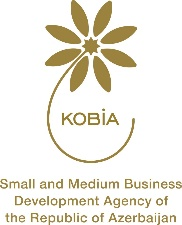 KOBİA
Small and Medium Business
Development Agency of
the Republic of Azerbaijan